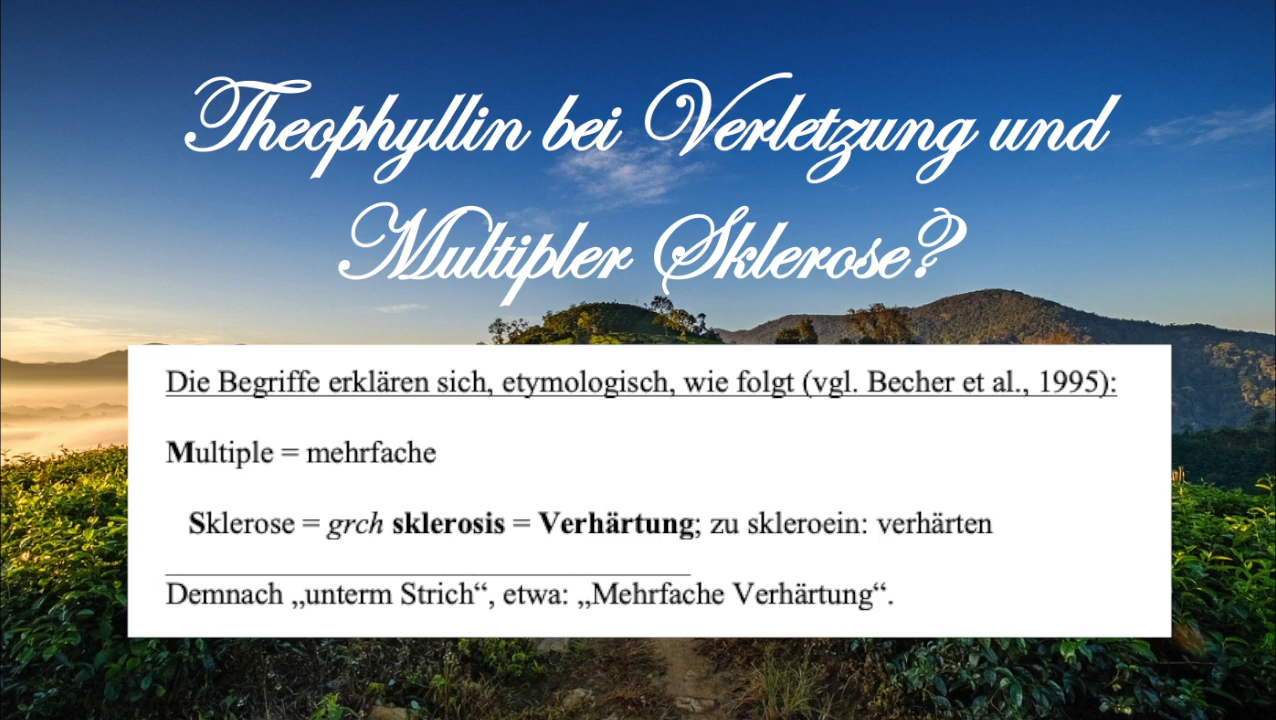 Theophyllin bei Verletzung und
Multipler Sklerose?
Die Begriffe erklären sich, etymologisch, wie folgt (vgl. Becher et al., 1995):
Multiple = mehrfache
Sklerose = grch sklerosis = Verhärtung; zu skleroein: verhärten
Demnach „unterm Strich“, etwa: „Mehrfache Verhärtung“.